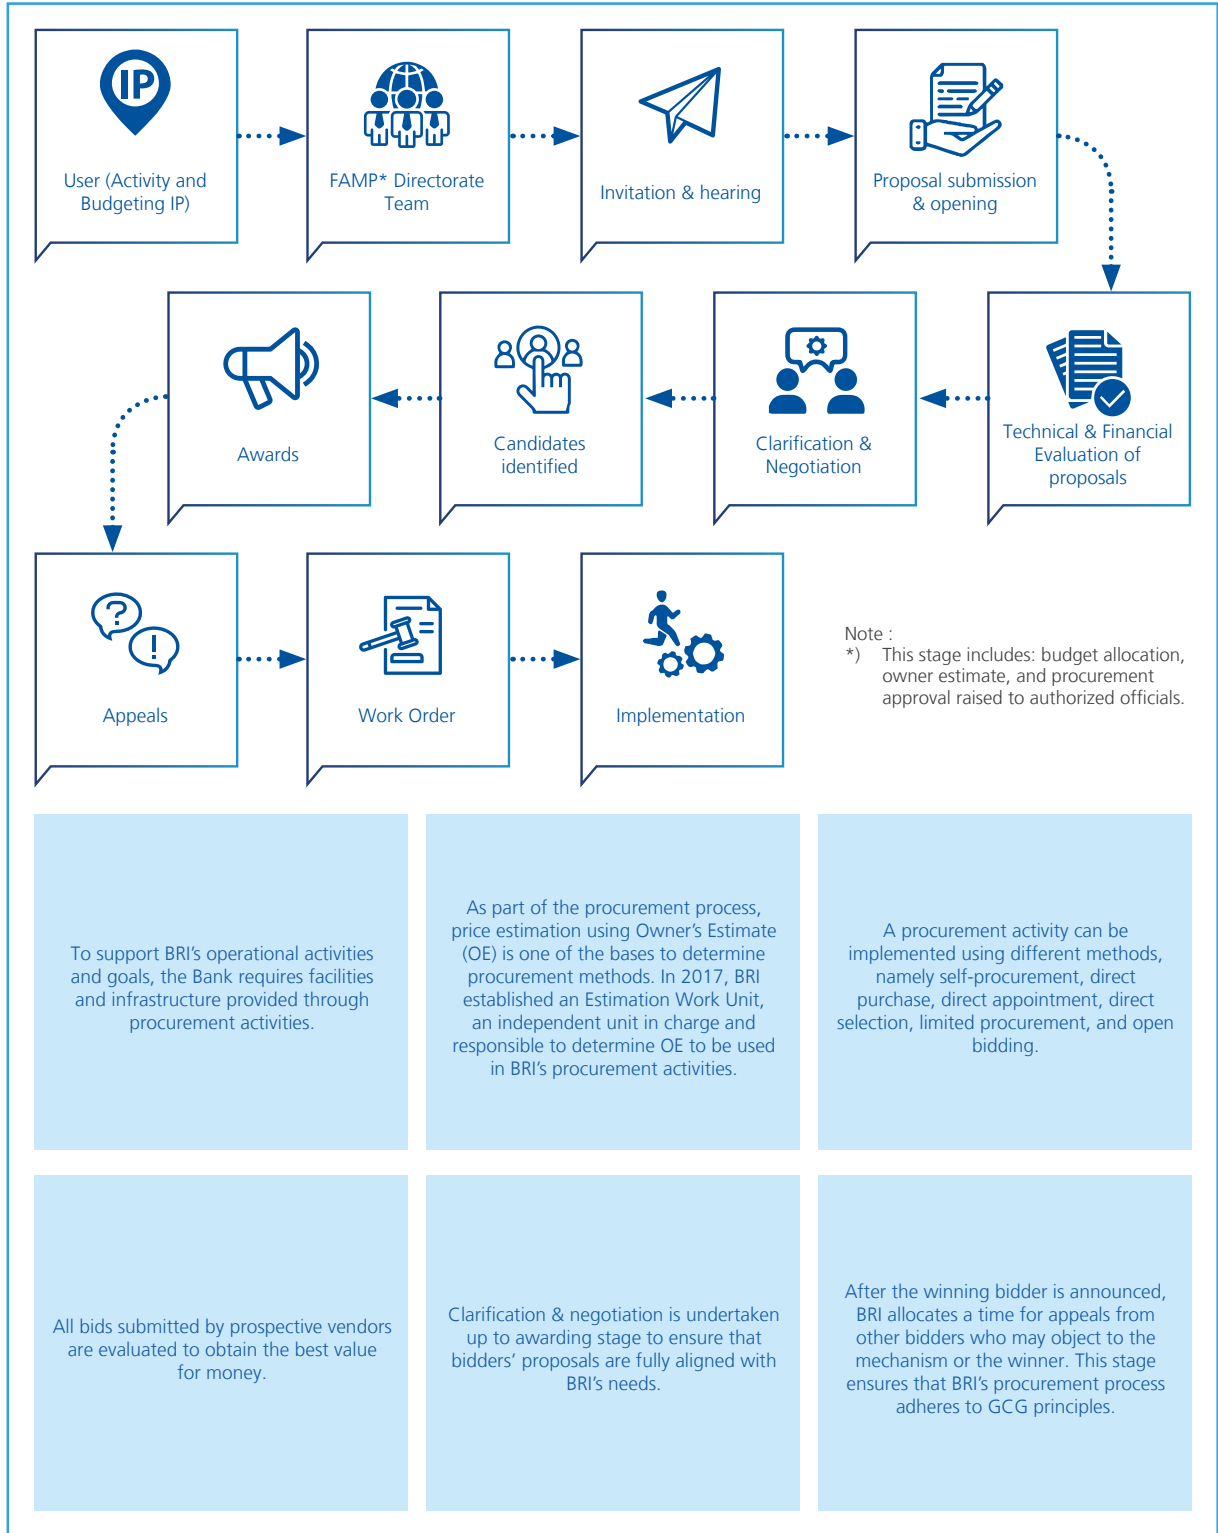 IP
User (Activity and
Budgeting IP)
FAMP* Directorate
Team
Invitation & hearing
Proposal submission
& opening
Awards
Candidates
identified
Clarification &
Negotiation
Technical & Financial
Evaluation of
proposals
?
!
Appeals
Work Order
Implementation
Note :
*) This stage includes: budget allocation,
owner estimate, and procurement
approval raised to authorized officials.
To support BRI's operational activities
and goals, the Bank requires facilities
and infrastructure provided through
procurement activities.
As part of the procurement process,
price estimation using Owner's Estimate
(OE) is one of the bases to determine
procurement methods. In 2017, BRI
established an Estimation Work Unit,
an independent unit in charge and
responsible to determine OE to be used
in BRI's procurement activities.
A procurement activity can be
implemented using different methods,
namely self-procurement, direct
purchase, direct appointment, direct
selection, limited procurement, and open
bidding.
All bids submitted by prospective vendors
are evaluated to obtain the best value
for money.
Clarification & negotiation is undertaken
up to awarding stage to ensure that
bidders' proposals are fully aligned with
BRI's needs.
After the winning bidder is announced,
BRI allocates a time for appeals from
other bidders who may object to the
mechanism or the winner. This stage
ensures that BRI's procurement process
adheres to GCG principles.